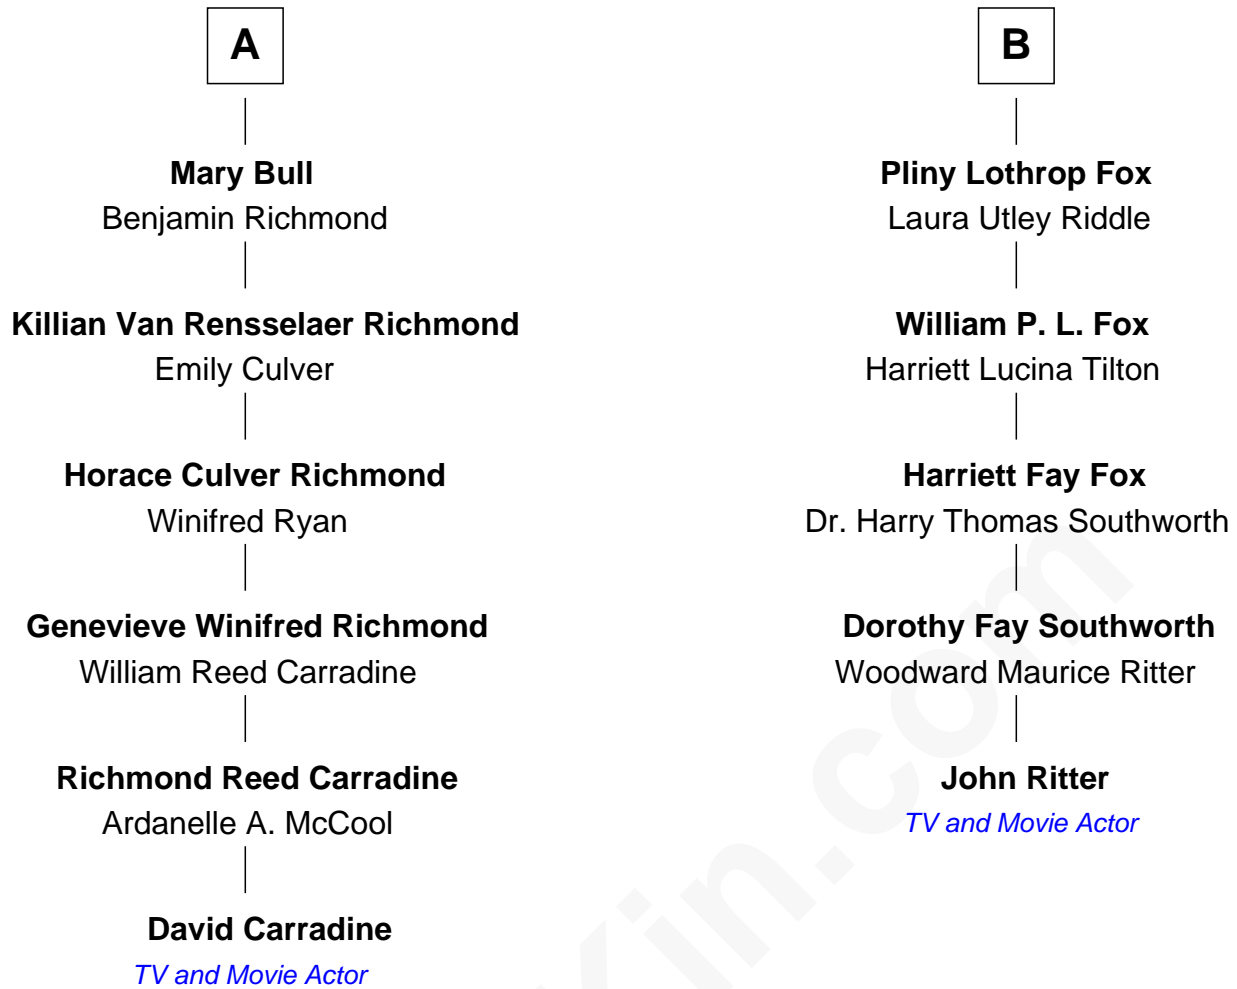 A
Mary Bull
Benjamin Richmond
Killian Van Rensselaer Richmond
Emily Culver
Horace Culver Richmond
Winifred Ryan
Genevieve Winifred Richmond
William Reed Carradine
Richmond Reed Carradine
Ardanelle A. McCool
David Carradine
TV and Movie Actor
B
Pliny Lothrop Fox
Laura Utley Riddle
William P. L. Fox
Harriett Lucina Tilton
Harriett Fay Fox
Dr. Harry Thomas Southworth
Dorothy Fay Southworth
Woodward Maurice Ritter
John Ritter
TV and Movie Actor
Kin.com